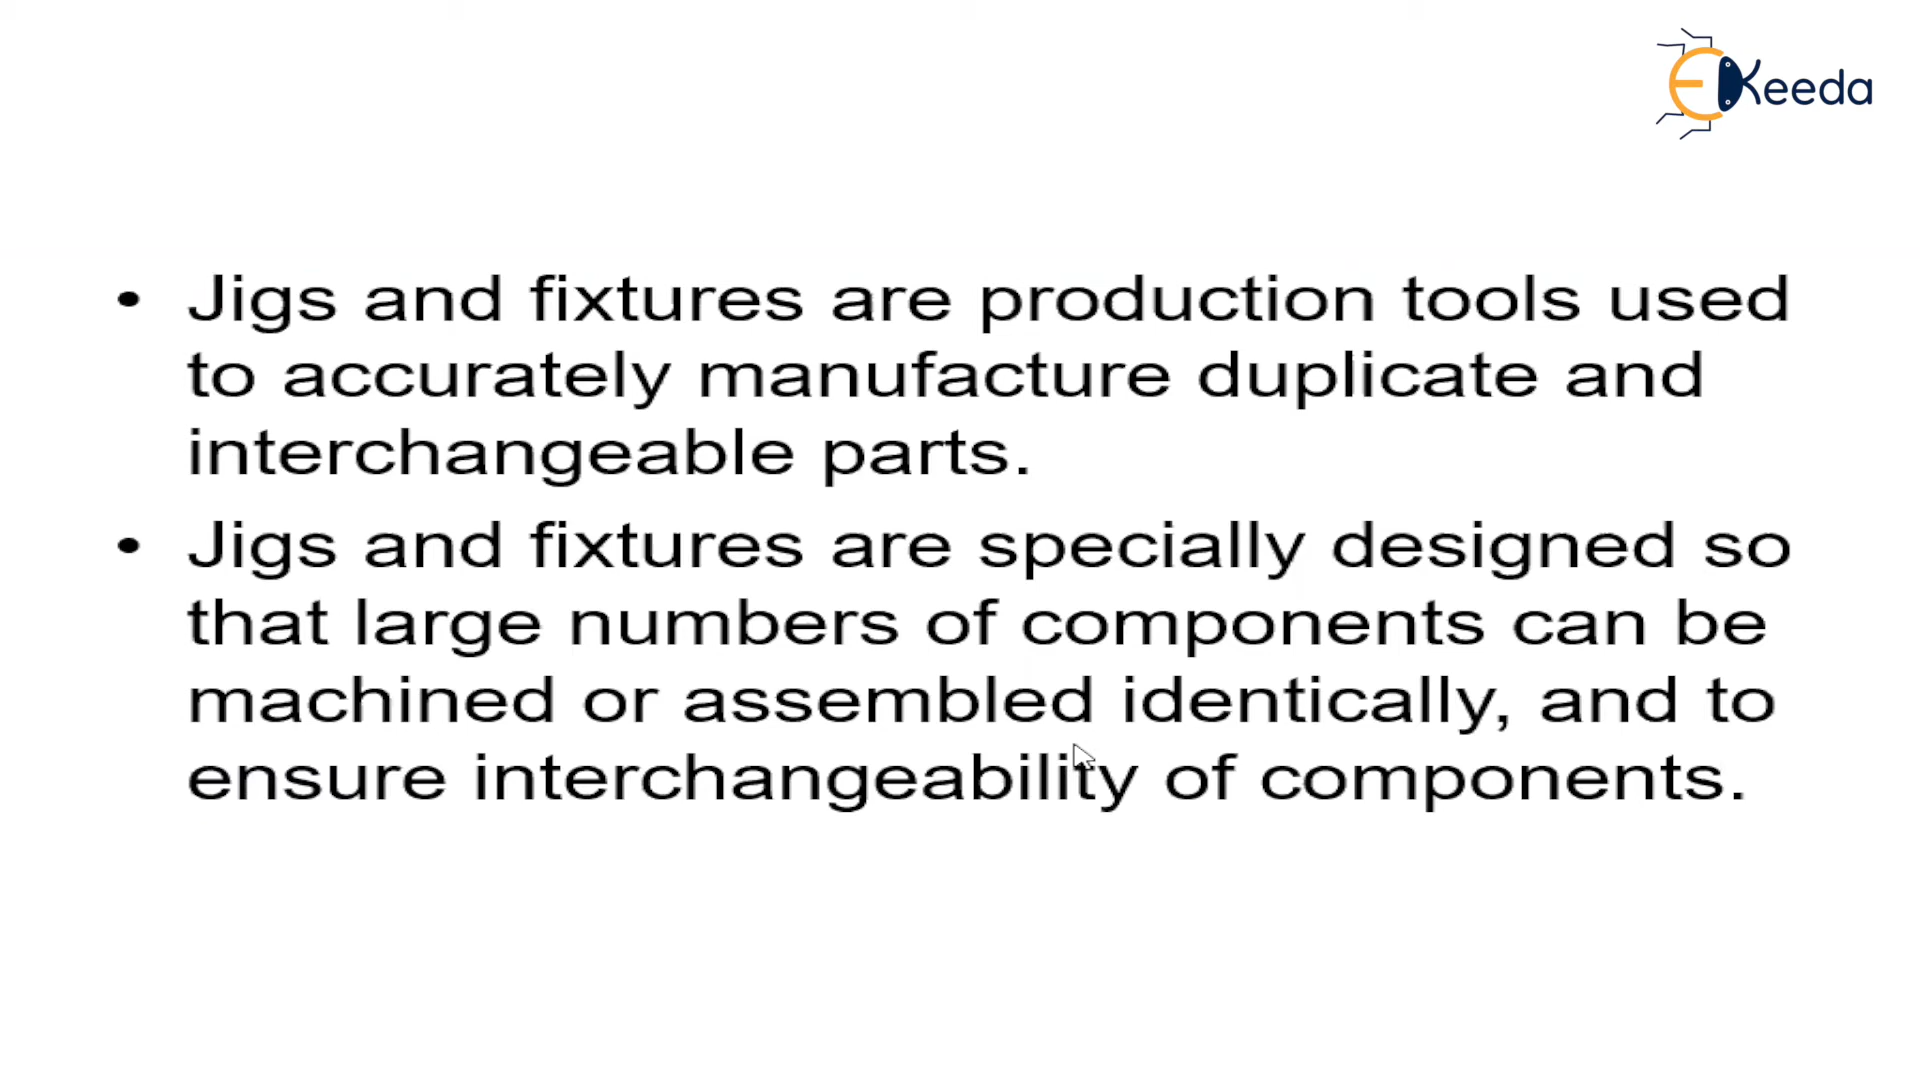 EKeeda
• Jigs and fixtures are production tools used
to accurately manufacture duplicate and
interchangeable parts.
• Jigs and fixtures are specially designed so
that large numbers of components can be
machined or assembled identically, and to
ensure interchangeability of components.